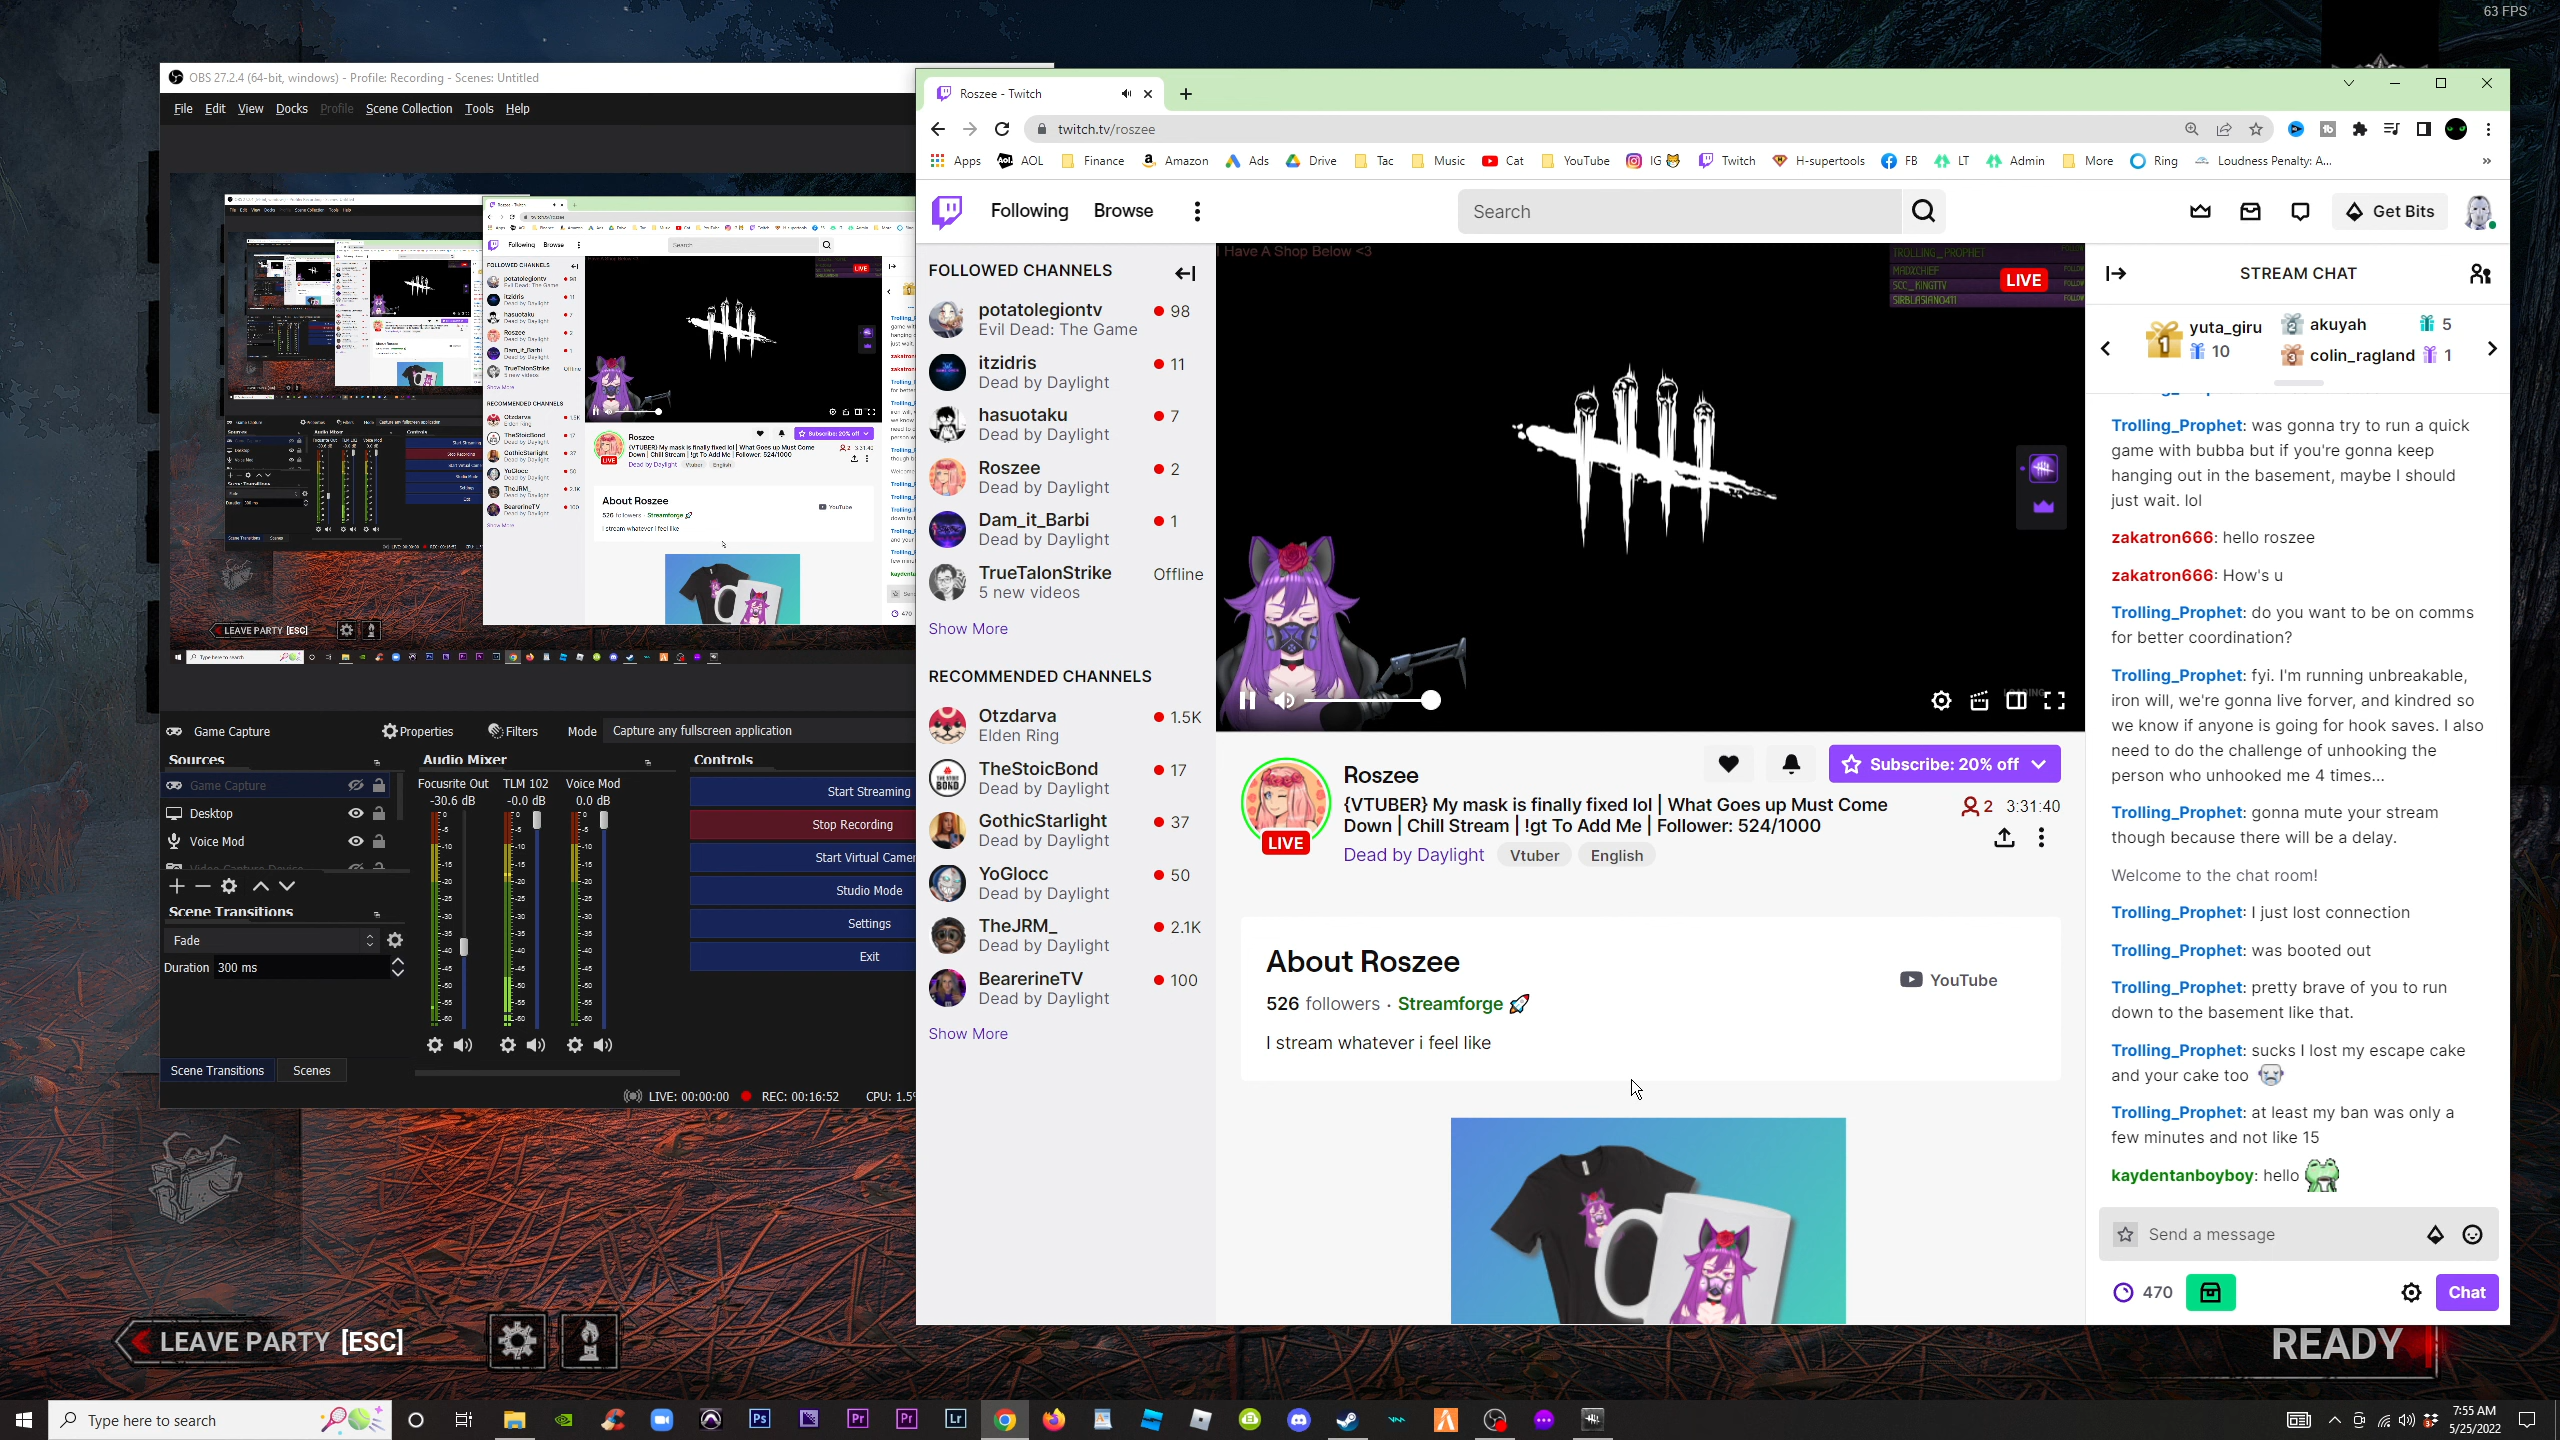 63 FPS
OBS 27.2.4 (64-bit, windows) - Profile: Recording - Scenes: Untitled
File Edit View Docks Profile Scene Collection Tools Help
LEAVE PARTY [ESC]
Game Capture Properties Filters Mode Capture any fullscreen application
Sources
Game Capture
Desktop
Voice Mod
Video Capture Device
Scene Transitions
Fade
Duration 300 ms
Scene Transitions Scenes
Audio Mixer
Focusrite Out TLM 102 Voice Mod
-30.6 dB -0.0 dB 0.0 dB
Controls
Start Streaming
Stop Recording
Start Virtual Camer
Studio Mode
Settings
Exit
LIVE: 00:00:00 REC: 00:16:52 CPU: 1.5%
Roszee - Twitch
twitch.tv/roszee
Apps AOL Finance Amazon Ads Drive Tac Music Cat YouTube IG Twitch H-supertools FB LT Admin More Ring Loudness Penalty: A...
Following Browse Search Get Bits
FOLLOWED CHANNELS
potatolegiontv 98
Evil Dead: The Game
itzidris 11
Dead by Daylight
hasuotaku 7
Dead by Daylight
Roszee 2
Dead by Daylight
Dam_it_Barbi 1
Dead by Daylight
TrueTalonStrike Offline
5 new videos
Show More
RECOMMENDED CHANNELS
Otzdarva 1.5K
Elden Ring
TheStoicBond 17
Dead by Daylight
GothicStarlight 37
Dead by Daylight
YoGlocc 50
Dead by Daylight
TheJRM_ 2.1K
Dead by Daylight
BearerineTV 100
Dead by Daylight
Show More
I Have A Shop Below <3
TROLLING_PROPHET
MADXCHIEF
SCC_KINGTTV
SIRBLASIAN0411
LIVE
Roszee
Subscribe: 20% off
{VTUBER} My mask is finally fixed lol | What Goes up Must Come
Down | Chill Stream | !gt To Add Me | Follower: 524/1000
2 3:31:40
LIVE
Dead by Daylight Vtuber English
About Roszee
526 followers · Streamforge
YouTube
I stream whatever i feel like
STREAM CHAT
1 yuta_giru 10
2 akuyah 5
3 colin_ragland 1
Trolling_Prophet: was gonna try to run a quick
game with bubba but if you're gonna keep
hanging out in the basement, maybe I should
just wait. lol
zakatron666: hello roszee
zakatron666: How's u
Trolling_Prophet: do you want to be on comms
for better coordination?
Trolling_Prophet: fyi. I'm running unbreakable,
iron will, we're gonna live forver, and kindred so
we know if anyone is going for hook saves. I also
need to do the challenge of unhooking the
person who unhooked me 4 times...
Trolling_Prophet: gonna mute your stream
though because there will be a delay.
Welcome to the chat room!
Trolling_Prophet: I just lost connection
Trolling_Prophet: was booted out
Trolling_Prophet: pretty brave of you to run
down to the basement like that.
Trolling_Prophet: sucks I lost my escape cake
and your cake too
Trolling_Prophet: at least my ban was only a
few minutes and not like 15
kaydentanboyboy: hello
Send a message
470 Chat
LEAVE PARTY [ESC]
READY
Type here to search
7:55 AM
5/25/2022